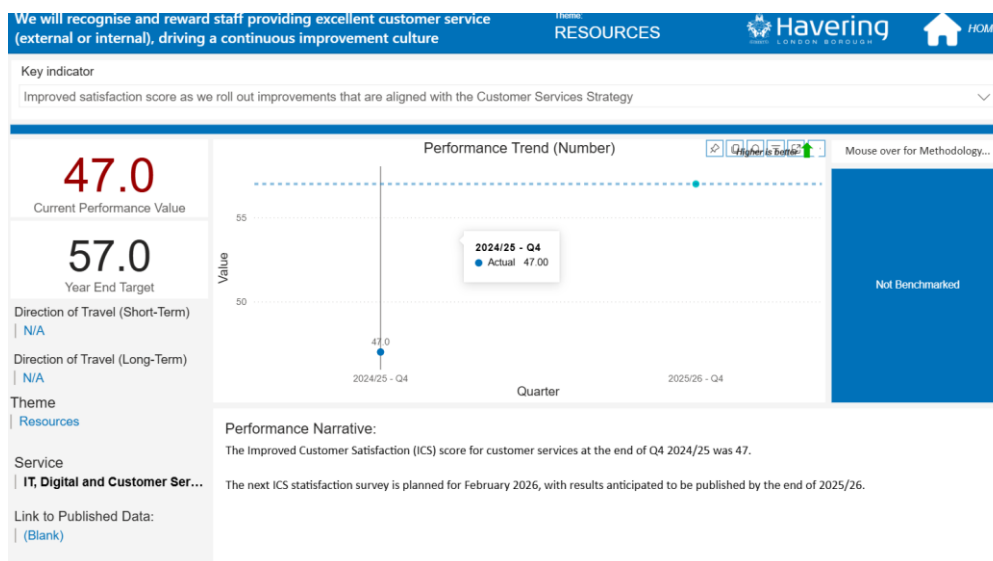 We will recognise and reward staff providing excellent customer service
(external or internal), driving a continuous improvement culture
Theme:
RESOURCES
Havering
LONDON BOROUGH
HOM
Key indicator
Improved satisfaction score as we roll out improvements that are aligned with the Customer Services Strategy
47.0
Current Performance Value
57.0
Year End Target
Direction of Travel (Short-Term)
N/A
Direction of Travel (Long-Term)
N/A
Theme
Resources
Service
IT, Digital and Customer Ser...
Link to Published Data:
(Blank)
Performance Trend (Number)
Higher is better
Value
55
50
2024/25 - Q4
Actual 47.00
47.0
2024/25 - Q4
2025/26 - Q4
Quarter
Mouse over for Methodology...
Not Benchmarked
Performance Narrative:
The Improved Customer Satisfaction (ICS) score for customer services at the end of Q4 2024/25 was 47.
The next ICS statisfaction survey is planned for February 2026, with results anticipated to be published by the end of 2025/26.